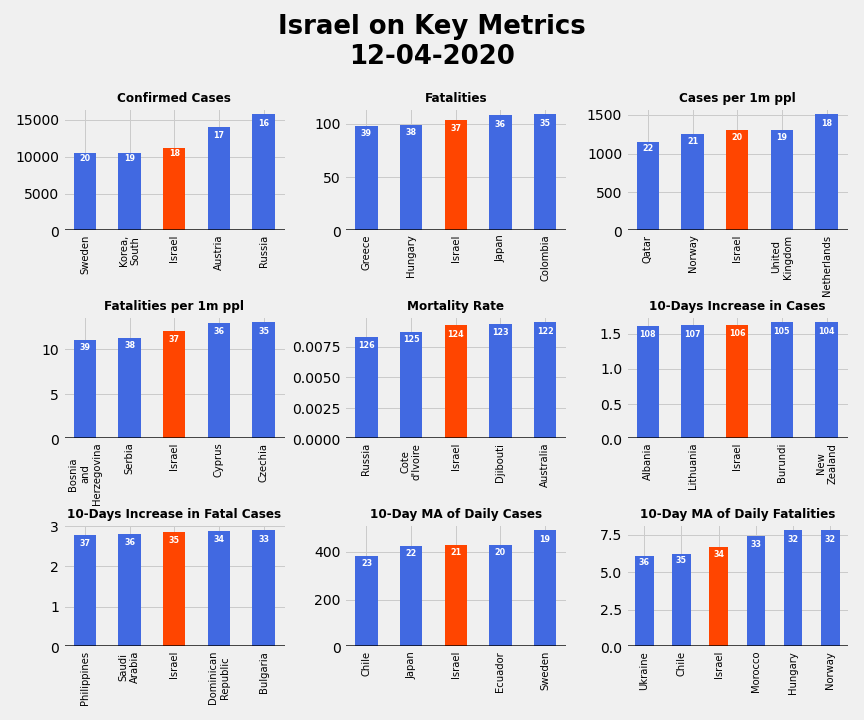 Israel on Key Metrics
12-04-2020
Confirmed Cases
15000
10000
5000
0
20
19
18
17
16
Sweden
Korea,
South
Israel
Austria
Russia
Fatalities
100
50
0
39
38
37
36
35
Greece
Hungary
Israel
Japan
Colombia
Cases per 1m ppl
1500
1000
500
0
22
21
20
19
18
Qatar
Norway
Israel
United
Kingdom
Netherlands
Fatalities per 1m ppl
10
5
0
39
38
37
36
35
Bosnia
and
Herzegovina
Serbia
Israel
Cyprus
Czechia
Mortality Rate
0.0075
0.0050
0.0025
0.0000
126
125
124
123
122
Russia
Cote
d'Ivoire
Israel
Djibouti
Australia
10-Days Increase in Cases
1.5
1.0
0.5
0.0
108
107
106
105
104
Albania
Lithuania
Israel
Burundi
New
Zealand
10-Days Increase in Fatal Cases
3
2
1
0
37
36
35
34
33
Philippines
Saudi
Arabia
Israel
Dominican
Republic
Bulgaria
10-Day MA of Daily Cases
400
200
0
23
22
21
20
19
Chile
Japan
Israel
Ecuador
Sweden
10-Day MA of Daily Fatalities
7.5
5.0
2.5
0.0
36
35
34
33
32
32
Ukraine
Chile
Israel
Morocco
Hungary
Norway